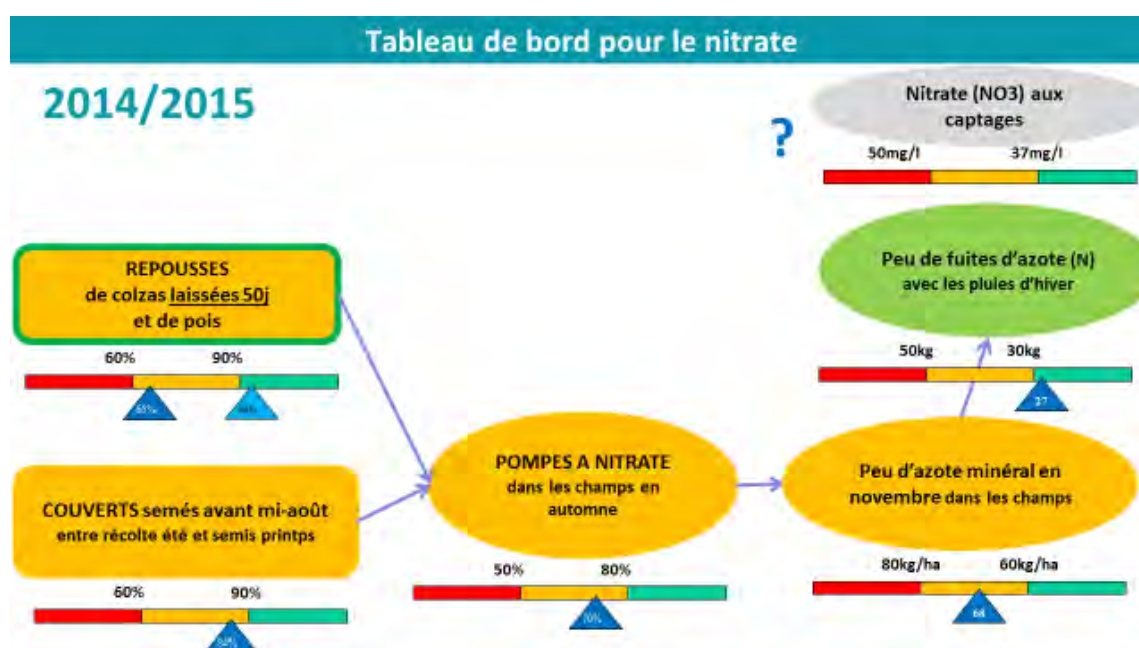 Tableau de bord pour le nitrate
2014/2015
Nitrate (NO3) aux
captages
?
50mg/l 37mg/l
REPOUSSES
de colzas laissées 50j
et de pois
60% 90%
Peu de fuites d'azote (N)
avec les pluies d'hiver
50kg 30kg
27
COUVERTS semés avant mi-août
entre récolte été et semis printps
60% 90%
POMPES A NITRATE
dans les champs en
automne
50% 80%
70%
Peu d'azote minéral en
novembre dans les champs
80kg/ha 60kg/ha
68